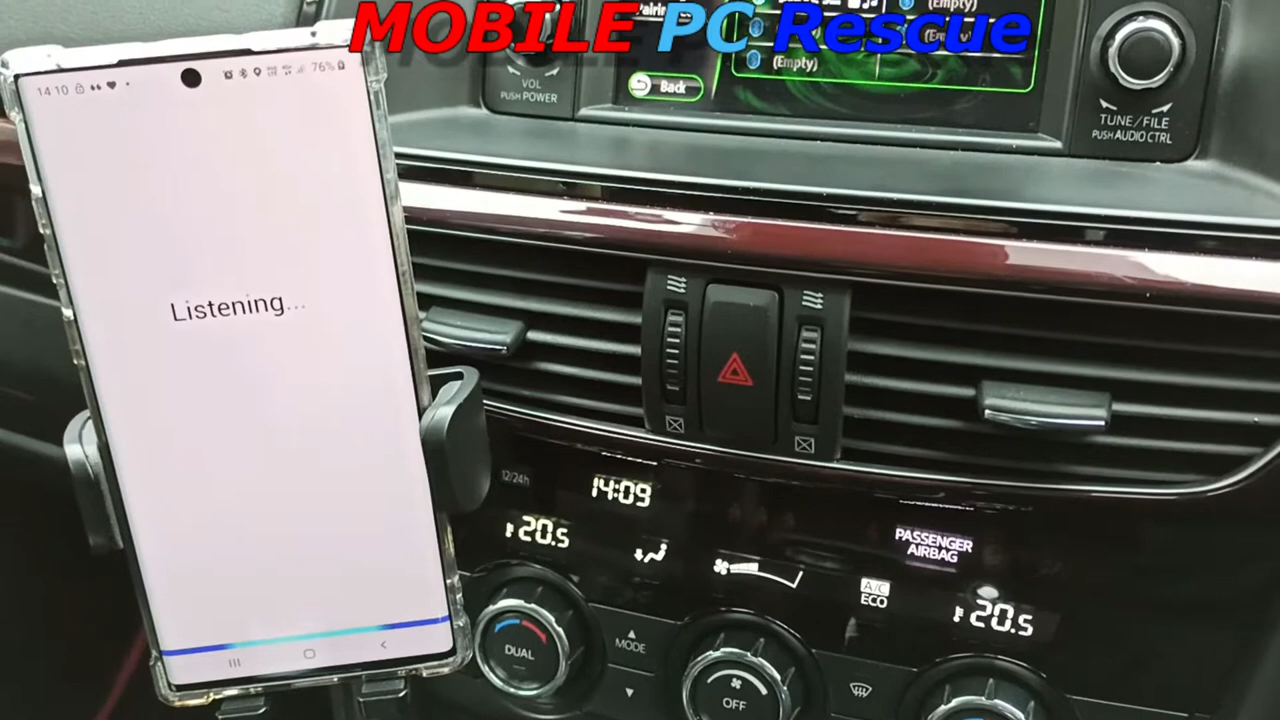 MOBILE PC Rescue
(Empty)
(Empty)
Back
VOL
PUSH POWER
TUNE/FILE
PUSH AUDIO CTRL
14:10
76%
Listening...
12/24h
14:09
20.5
PASSENGER
AIRBAG
A/C
ECO
20.5
DUAL
MODE
OFF